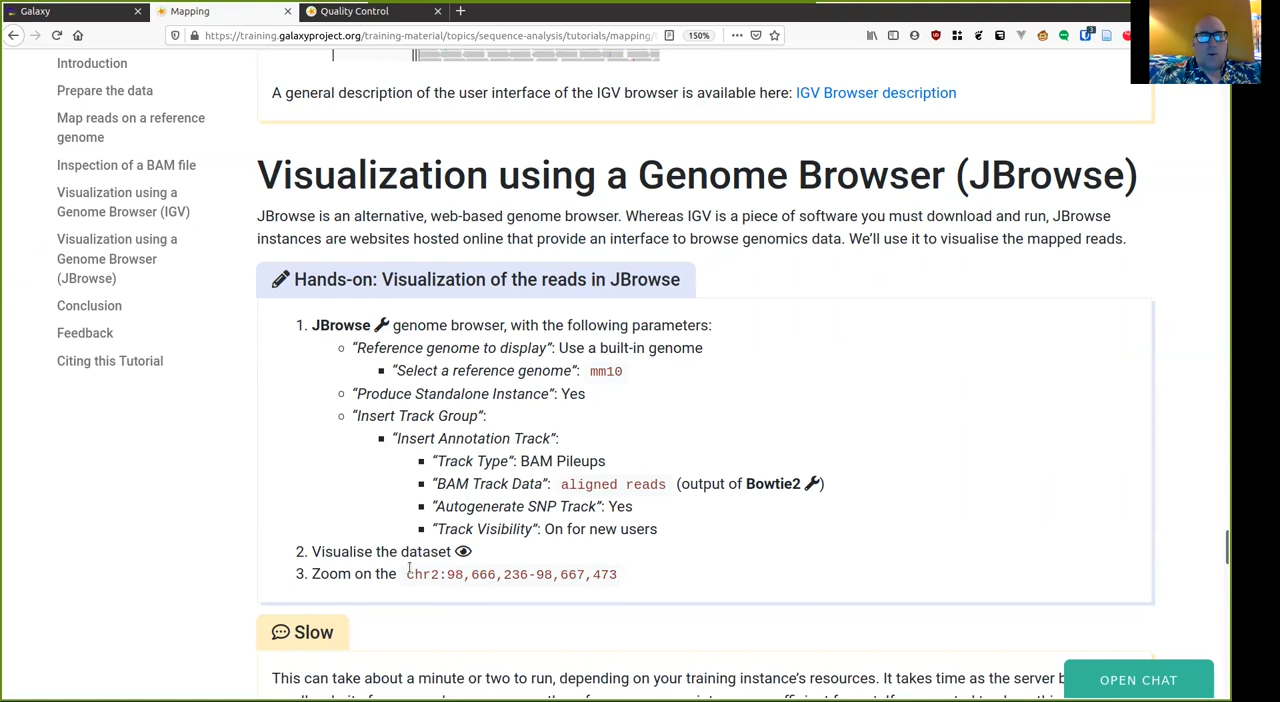 Galaxy
Mapping
Quality Control
https://training.galaxyproject.org/training-material/topics/sequence-analysis/tutorials/mapping/
150%
Introduction
Prepare the data
Map reads on a reference
genome
Inspection of a BAM file
Visualization using a
Genome Browser (IGV)
Visualization using a
Genome Browser
(JBrowse)
Conclusion
Feedback
Citing this Tutorial
A general description of the user interface of the IGV browser is available here: IGV Browser description
Visualization using a Genome Browser (JBrowse)
JBrowse is an alternative, web-based genome browser. Whereas IGV is a piece of software you must download and run, JBrowse
instances are websites hosted online that provide an interface to browse genomics data. We’ll use it to visualise the mapped reads.
Hands-on: Visualization of the reads in JBrowse
1. JBrowse genome browser, with the following parameters:
“Reference genome to display”: Use a built-in genome
“Select a reference genome”: mm10
“Produce Standalone Instance”: Yes
“Insert Track Group”:
“Insert Annotation Track”:
“Track Type”: BAM Pileups
“BAM Track Data”: aligned reads (output of Bowtie2)
“Autogenerate SNP Track”: Yes
“Track Visibility”: On for new users
2. Visualise the dataset
3. Zoom on the chr2:98,666,236-98,667,473
Slow
This can take about a minute or two to run, depending on your training instance’s resources. It takes time as the server
OPEN CHAT